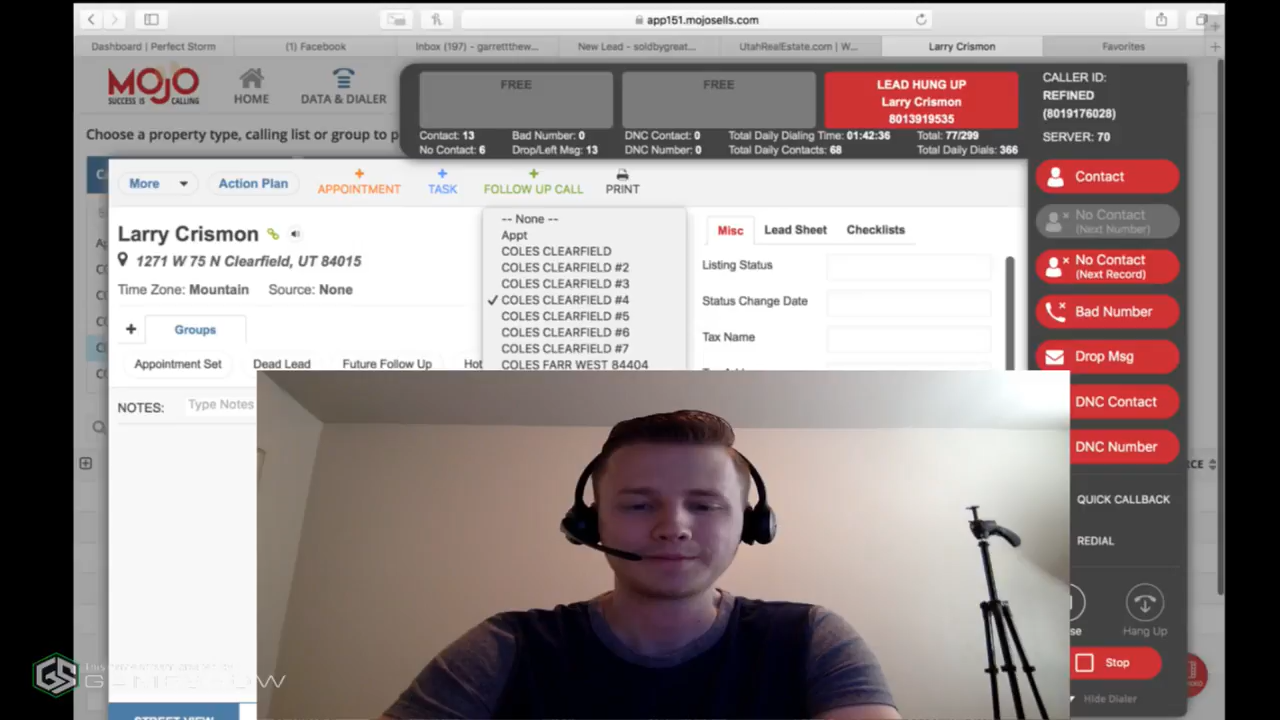 app151.mojosells.com
Dashboard | Perfect Storm
(1) Facebook
Inbox (197) - garrettthew...
New Lead - soldbygreat...
UtahRealEstate.com | W...
Larry Crismon
Favorites
MOJO
SUCCESS IS CALLING
HOME
DATA & DIALER
FREE
FREE
LEAD HUNG UP
Larry Crismon
8013919535
CALLER ID:
REFINED
(8019176028)
SERVER: 70
Contact: 13
Bad Number: 0
DNC Contact: 0
Total Daily Dialing Time: 01:42:36
Total: 77/299
No Contact: 6
Drop/Left Msg: 13
DNC Number: 0
Total Daily Contacts: 68
Total Daily Dials: 366
Choose a property type, calling list or group to p
More
Action Plan
APPOINTMENT
TASK
FOLLOW UP CALL
PRINT
Larry Crismon
1271 W 75 N Clearfield, UT 84015
Time Zone: Mountain
Source: None
Groups
Appointment Set
Dead Lead
Future Follow Up
Hot
NOTES:
Type Notes
-- None --
Appt
COLES CLEARFIELD
COLES CLEARFIELD #2
COLES CLEARFIELD #3
✓ COLES CLEARFIELD #4
COLES CLEARFIELD #5
COLES CLEARFIELD #6
COLES CLEARFIELD #7
COLES FARR WEST 84404
Misc
Lead Sheet
Checklists
Listing Status
Status Change Date
Tax Name
Contact
No Contact
(Next Number)
No Contact
(Next Record)
Bad Number
Drop Msg
DNC Contact
DNC Number
QUICK CALLBACK
REDIAL
Hang Up
Stop
Hide Dialer
STREET VIEW